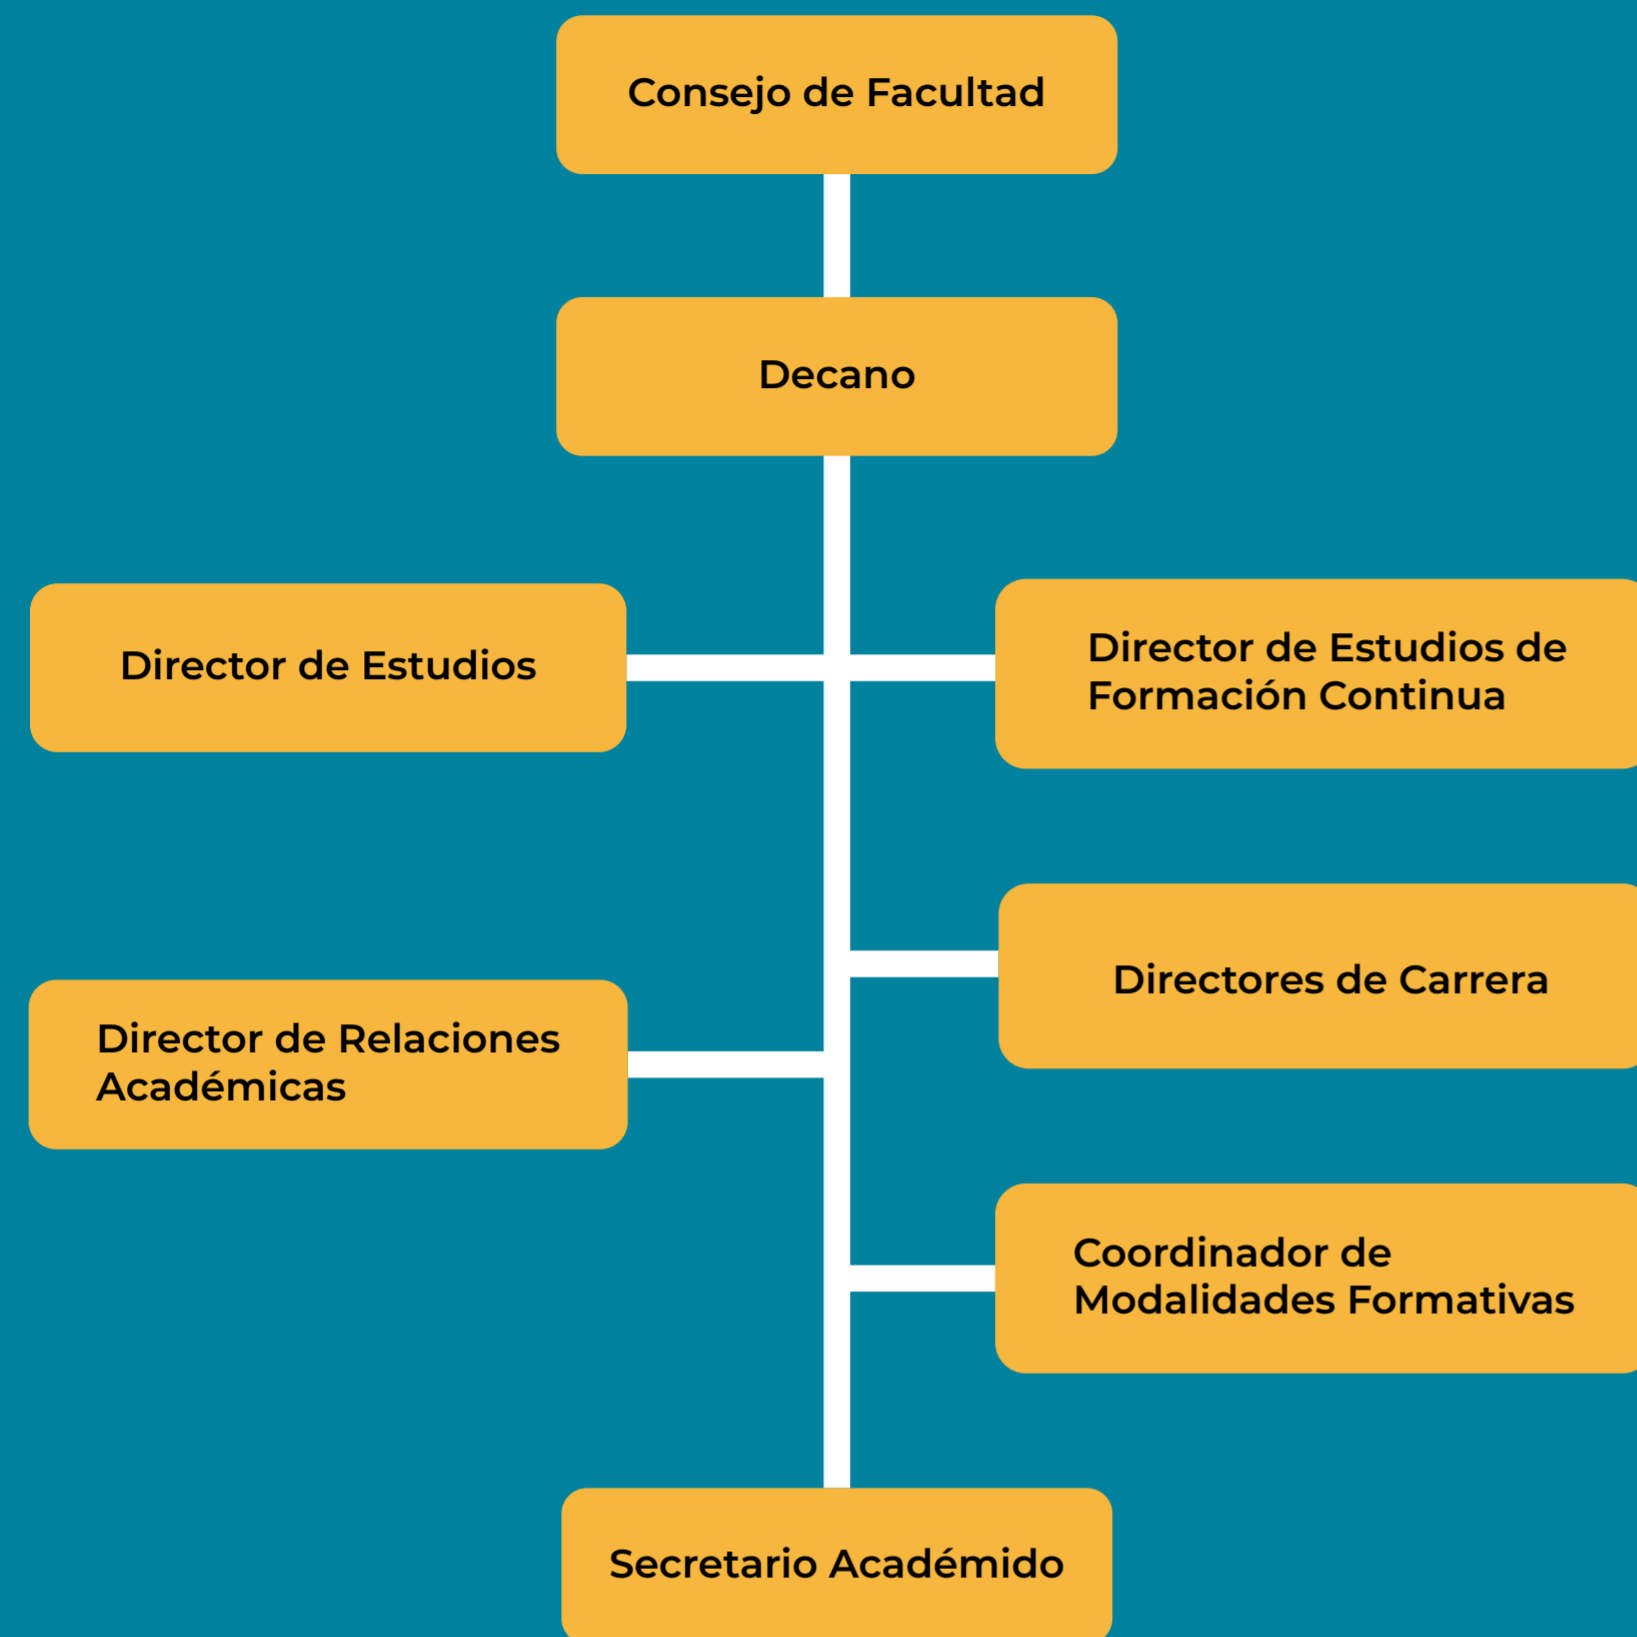 Consejo de Facultad
Decano
Director de Estudios
Director de Estudios de
Formación Continua
Directores de Carrera
Director de Relaciones
Académicas
Coordinador de
Modalidades Formativas
Secretario Académido